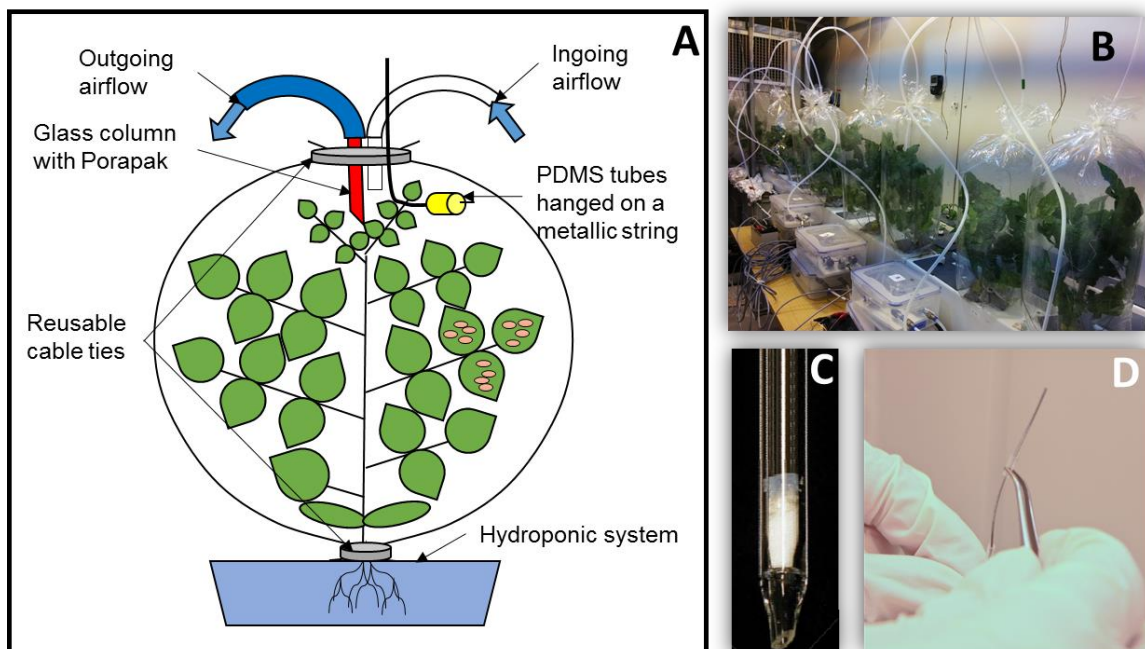 A
Outgoing
airflow
Ingoing
airflow
Glass column
with Porapak
PDMS tubes
hanged on a
metallic string
Reusable
cable ties
Hydroponic system
B
C
D